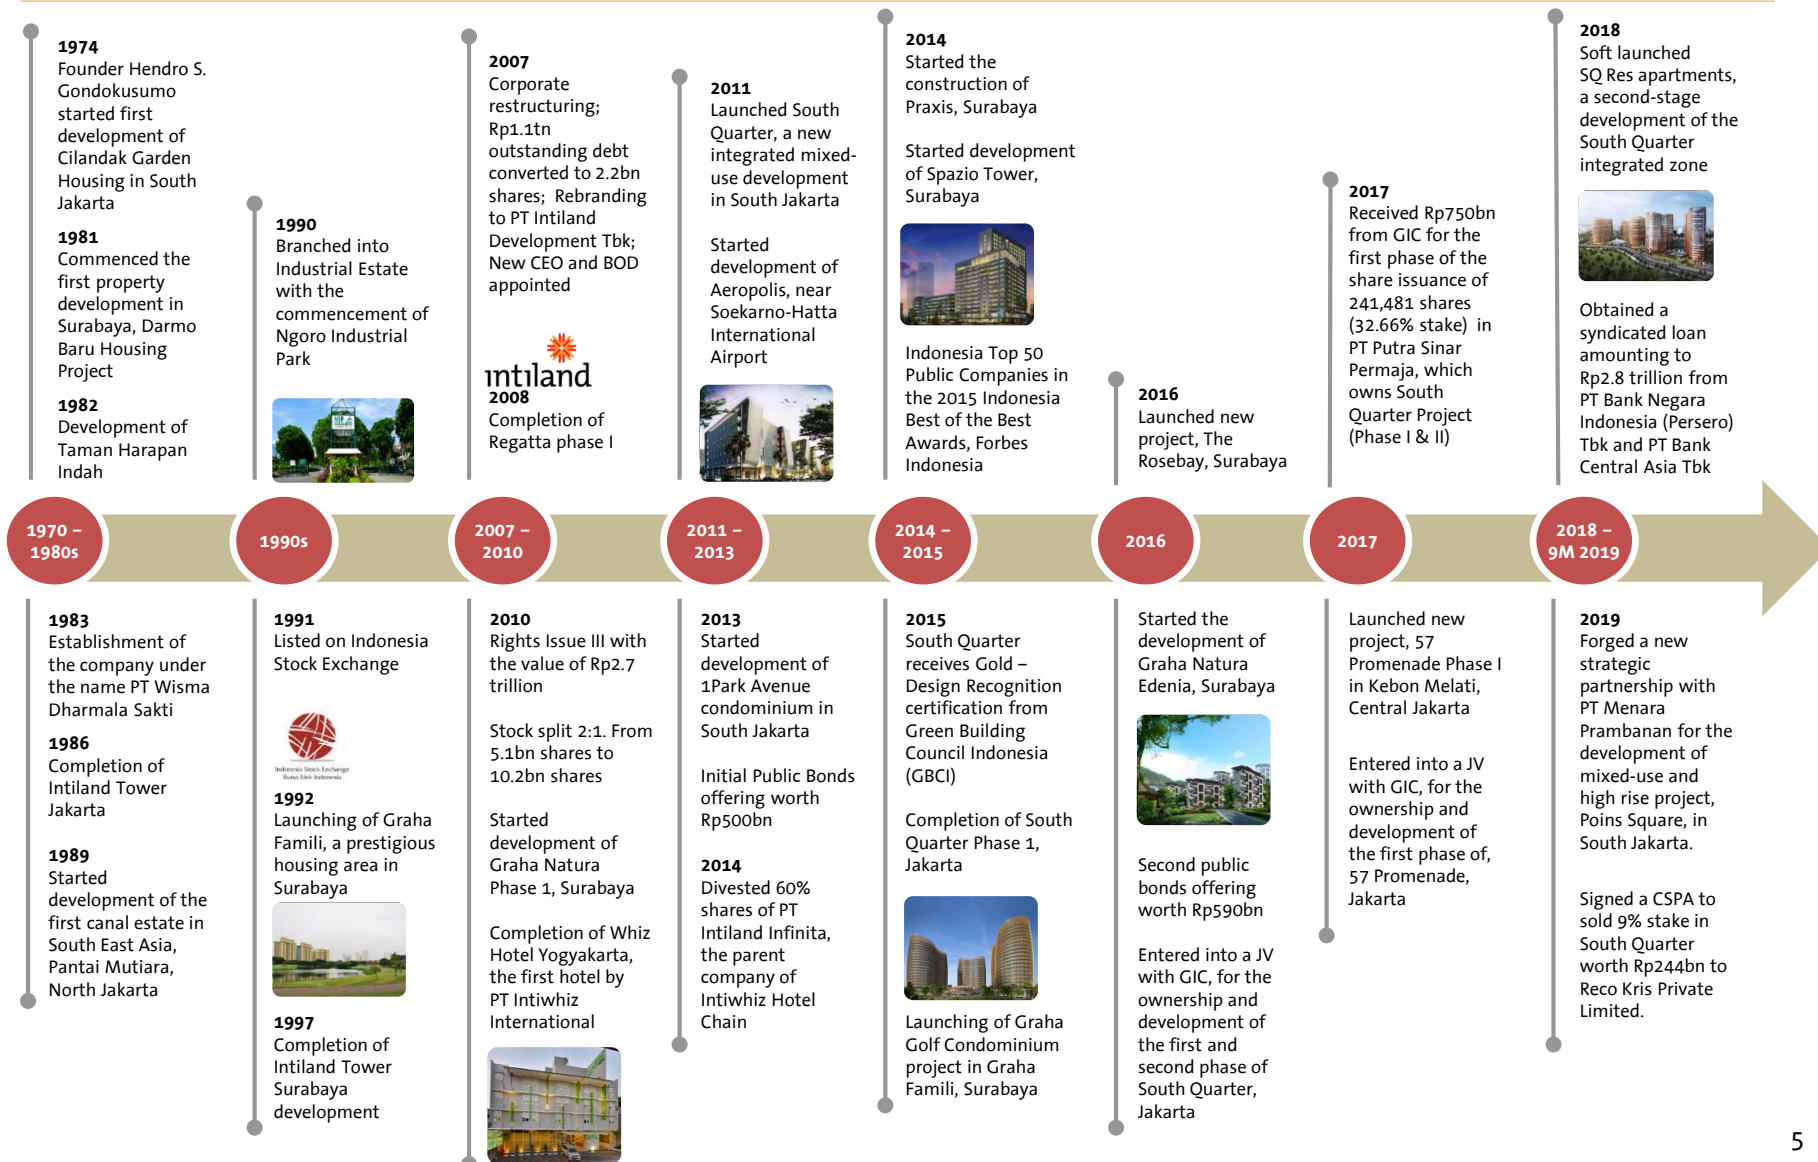 1974
Founder Hendro S.
Gondokusumo
started first
development of
Cilandak Garden
Housing in South
Jakarta
1981
Commenced the
first property
development in
Surabaya, Darmo
Baru Housing
Project
1982
Development of
Taman Harapan
Indah
1990
Branched into
Industrial Estate
with the
commencement of
Ngoro Industrial
Park
2007
Corporate
restructuring;
Rp1.1tn
outstanding debt
converted to 2.2bn
shares; Rebranding
to PT Intiland
Development Tbk;
New CEO and BOD
appointed
intiland
2008
Completion of
Regatta phase I
2011
Launched South
Quarter, a new
integrated mixed-
use development
in South Jakarta
Started
development of
Aeropolis, near
Soekarno-Hatta
International
Airport
2014
Started the
construction of
Praxis, Surabaya
Started development
of Spazio Tower,
Surabaya
Indonesia Top 50
Public Companies in
the 2015 Indonesia
Best of the Best
Awards, Forbes
Indonesia
2016
Launched new
project, The
Rosebay, Surabaya
2017
Received Rp750bn
from GIC for the
first phase of the
share issuance of
241,481 shares
(32.66% stake) in
PT Putra Sinar
Permaja, which
owns South
Quarter Project
(Phase I & II)
2018
Soft launched
SQ Res apartments,
a second-stage
development of the
South Quarter
integrated zone
Obtained a
syndicated loan
amounting to
Rp2.8 trillion from
PT Bank Negara
Indonesia (Persero)
Tbk and PT Bank
Central Asia Tbk
1970 –
1980s
1990s
2007 –
2010
2011 –
2013
2014 –
2015
2016
2017
2018 –
9M 2019
1983
Establishment of
the company under
the name PT Wisma
Dharmala Sakti
1986
Completion of
Intiland Tower
Jakarta
1989
Started
development of the
first canal estate in
South East Asia,
Pantai Mutiara,
North Jakarta
1991
Listed on Indonesia
Stock Exchange
Indonesia Stock Exchange
Bursa Efek Indonesia
1992
Launching of Graha
Famili, a prestigious
housing area in
Surabaya
1997
Completion of
Intiland Tower
Surabaya
development
2010
Rights Issue III with
the value of Rp2.7
trillion
Stock split 2:1. From
5.1bn shares to
10.2bn shares
Started
development of
Graha Natura
Phase 1, Surabaya
Completion of Whiz
Hotel Yogyakarta,
the first hotel by
PT Intiwhiz
International
2013
Started
development of
1Park Avenue
condominium in
South Jakarta
Initial Public Bonds
offering worth
Rp500bn
2014
Divested 60%
shares of PT
Intiland Infinita,
the parent
company of
Intiwhiz Hotel
Chain
2015
South Quarter
receives Gold –
Design Recognition
certification from
Green Building
Council Indonesia
(GBCI)
Completion of South
Quarter Phase 1,
Jakarta
Launching of Graha
Golf Condominium
project in Graha
Famili, Surabaya
Started the
development of
Graha Natura
Edenia, Surabaya
Second public
bonds offering
worth Rp590bn
Entered into a JV
with GIC, for the
ownership and
development of
the first and
second phase of
South Quarter,
Jakarta
Launched new
project, 57
Promenade Phase I
in Kebon Melati,
Central Jakarta
Entered into a JV
with GIC, for the
ownership and
development of
the first phase of,
57 Promenade,
Jakarta
2019
Forged a new
strategic
partnership with
PT Menara
Prambanan for the
development of
mixed-use and
high rise project,
Poins Square, in
South Jakarta.
Signed a CSPA to
sold 9% stake in
South Quarter
worth Rp244bn to
Reco Kris Private
Limited.
5